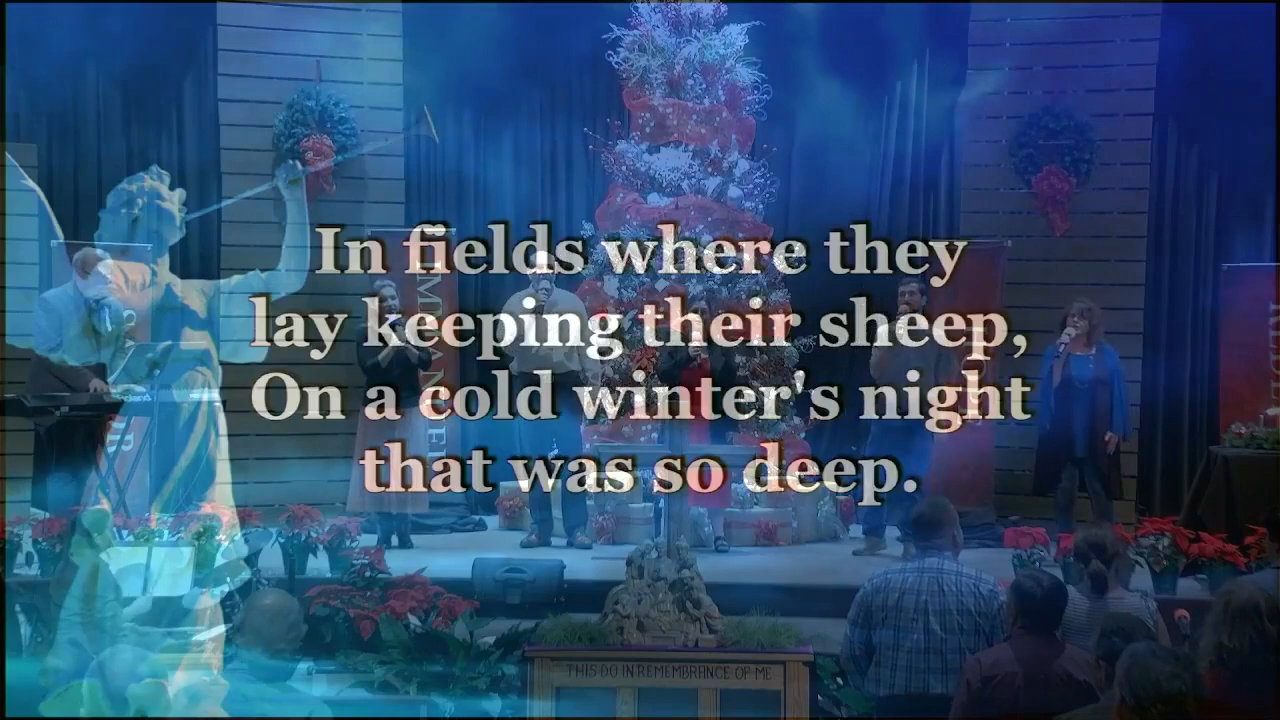 In fields where they
lay keeping their sheep,
On a cold winter's night
that was so deep.
Roland
THIS DO IN REMEMBRANCE OF ME